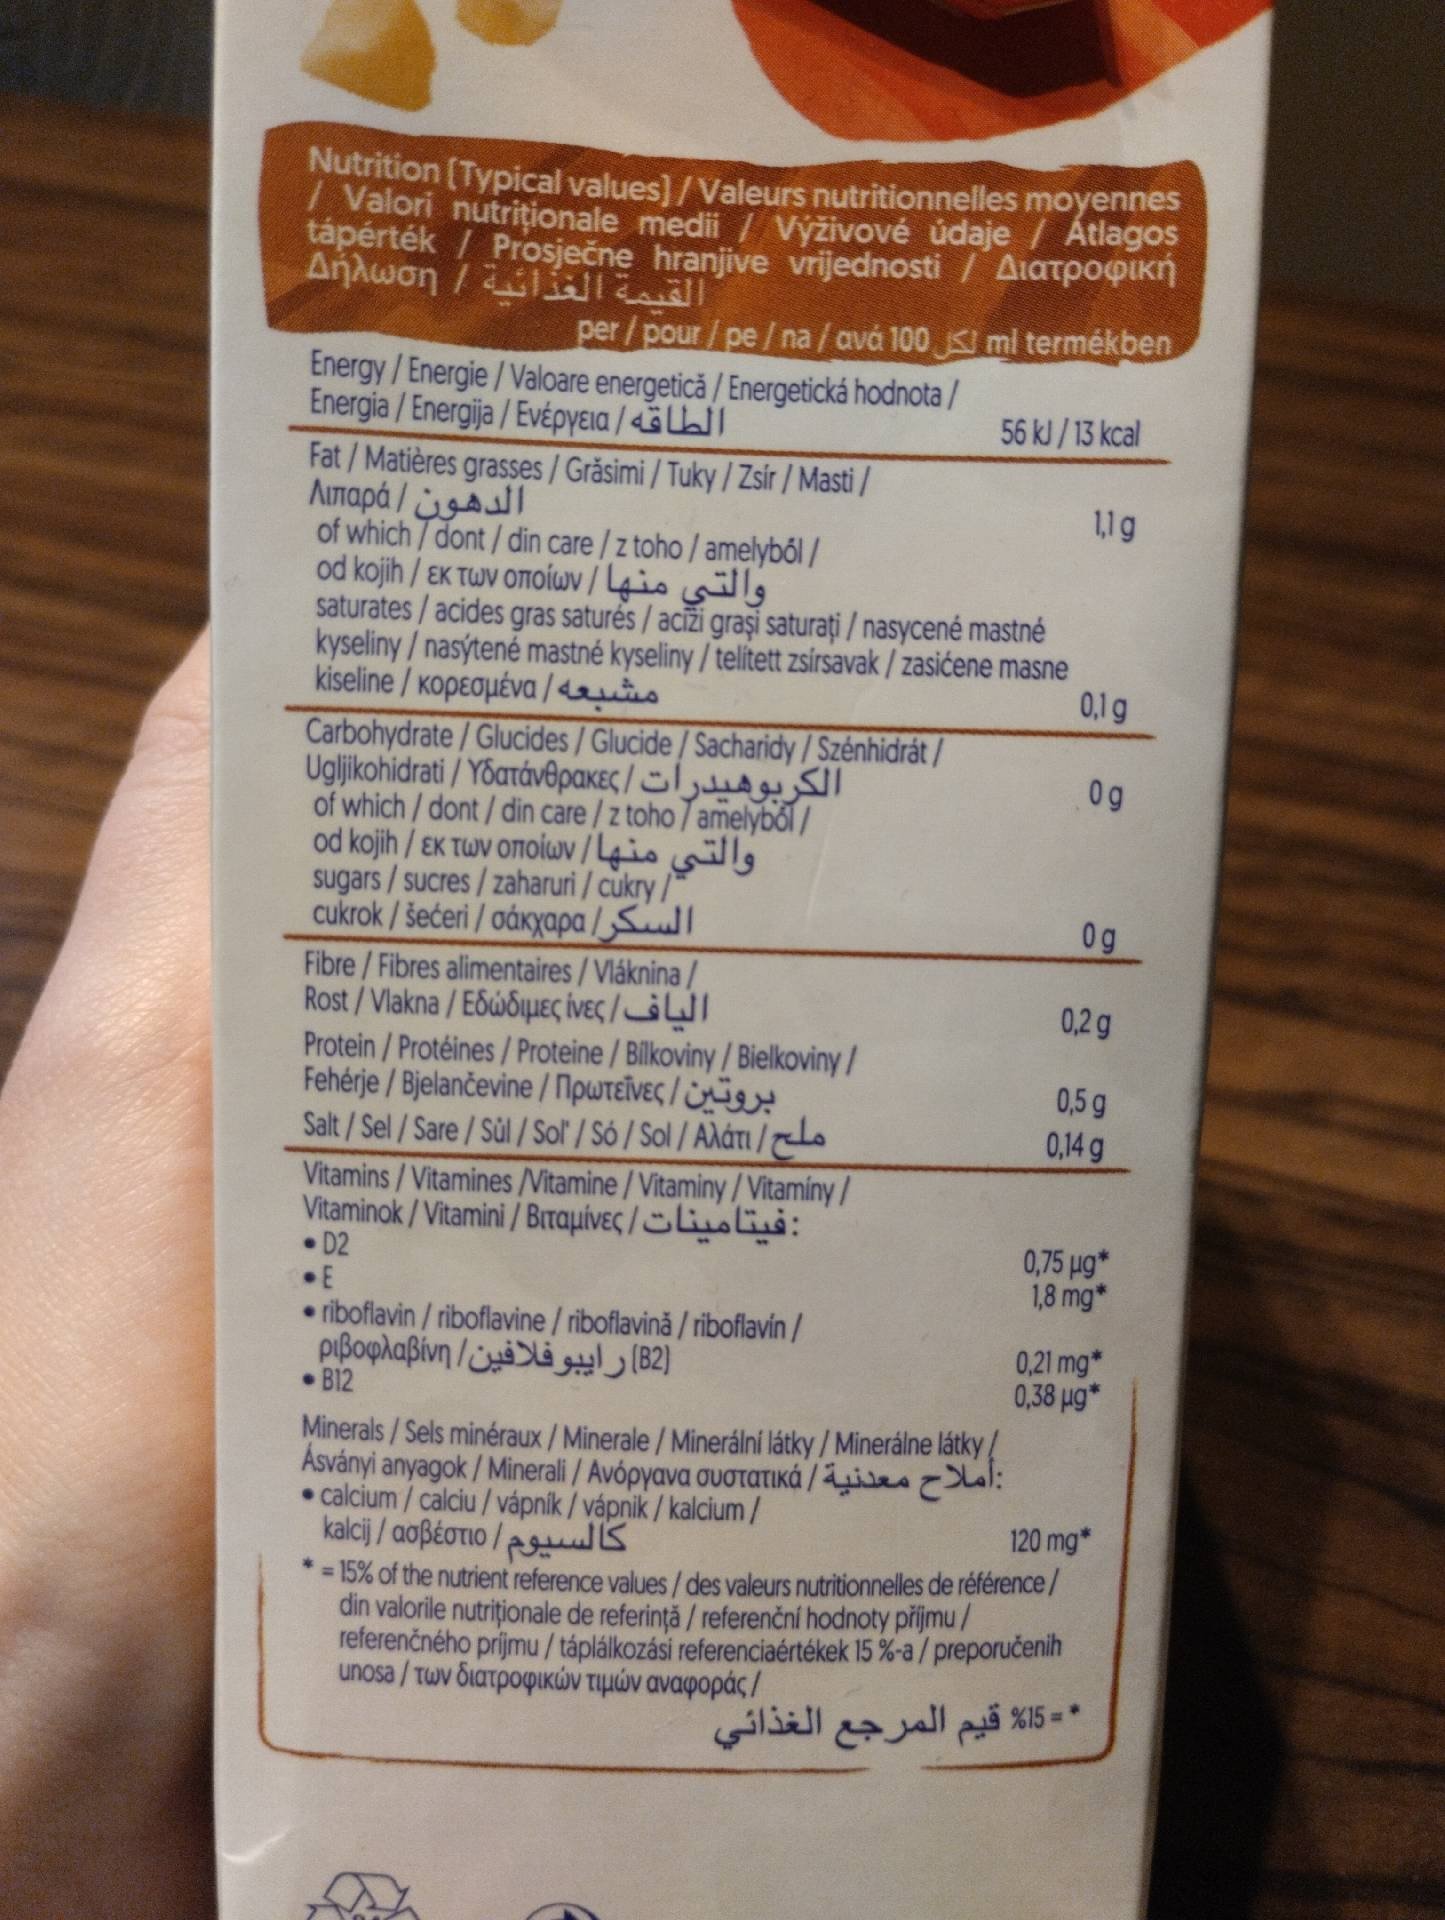 Nutrition [Typical values] / Valeurs nutritionnelles moyennes
/ Valori nutriționale medii / Výživové údaje / Átlagos
tápérték / Prosječne hranjive vrijednosti / Διατροφική
Δήλωση / القيمة الغذائية
per / pour / pe / na / ανά 100 لكل ml termékben
Energy / Energie / Valoare energetică / Energetická hodnota /
Energia / Energija / Ενέργεια / الطاقه
56 kJ / 13 kcal
Fat / Matières grasses / Grăsimi / Tuky / Zsír / Masti /
Λιπαρά / الدهون
1,1 g
of which / dont / din care / z toho / amelyből /
od kojih / εκ των οποίων / والتي منها
saturates / acides gras saturés / acizi grași saturați / nasycené mastné
kyseliny / nasýtené mastné kyseliny / telített zsírsavak / zasićene masne
kiseline / κορεσμένα / مشبعه
0,1 g
Carbohydrate / Glucides / Glucide / Sacharidy / Szénhidrát /
Ugljikohidrati / Υδατάνθρακες / الكربوهيدرات
0 g
of which / dont / din care / z toho / amelyből /
od kojih / εκ των οποίων / والتي منها
sugars / sucres / zaharuri / cukry /
cukrok / šećeri / σάκχαρα / السكر
0 g
Fibre / Fibres alimentaires / Vláknina /
Rost / Vlakna / Εδώδιμες ίνες / الياف
0,2 g
Protein / Protéines / Proteine / Bílkoviny / Bielkoviny /
Fehérje / Bjelančevine / Πρωτεΐνες / بروتين
0,5 g
Salt / Sel / Sare / Sůl / Sol' / Só / Sol / Αλάτι / ملح
0,14 g
Vitamins / Vitamines /Vitamine / Vitaminy / Vitamíny /
Vitaminok / Vitamini / Βιταμίνες / فيتامينات:
• D2 0,75 µg*
• E 1,8 mg*
• riboflavin / riboflavine / riboflavină / riboflavín /
ριβοφλαβίνη / رايبوفلافين (B2) 0,21 mg*
• B12 0,38 µg*
Minerals / Sels minéraux / Minerale / Minerální látky / Minerálne látky /
Ásványi anyagok / Minerali / Ανόργανα συστατικά / أملاح معدنية:
• calcium / calciu / vápník / vápnik / kalcium /
kalcij / ασβέστιο / كالسيوم 120 mg*
* = 15% of the nutrient reference values / des valeurs nutritionnelles de référence /
din valorile nutriționale de referință / referenční hodnoty příjmu /
referenčného príjmu / táplálkozási referenciaértékek 15 %-a / preporučenih
unosa / των διατροφικών τιμών αναφοράς /
* = 15% قيم المرجع الغذائي